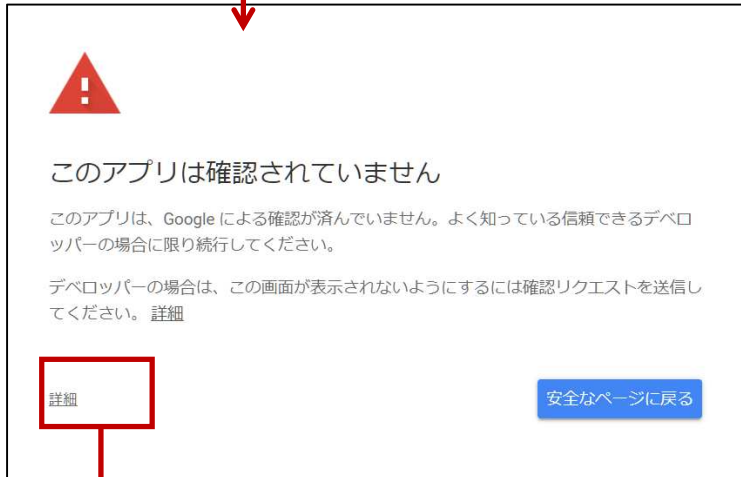 このアプリは確認されていません
このアプリは、Google による確認が済んでいません。よく知っている信頼できるデベロ
ッパーの場合に限り続行してください。
デベロッパーの場合は、この画面が表示されないようにするには確認リクエストを送信し
てください。 詳細
詳細
安全なページに戻る